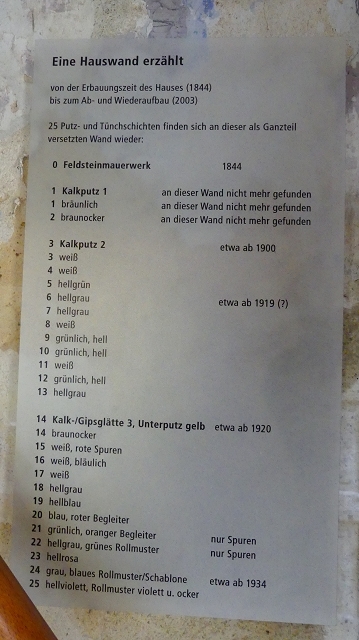 Eine Hauswand erzählt
von der Erbauungszeit des Hauses (1844)
bis zum Ab- und Wiederaufbau (2003)
25 Putz- und Tünchschichten finden sich an dieser als Ganzteil
versetzten Wand wieder:
0 Feldsteinmauerwerk 1844
1 Kalkputz 1 an dieser Wand nicht mehr gefunden
1 bräunlich an dieser Wand nicht mehr gefunden
2 braunocker an dieser Wand nicht mehr gefunden
3 Kalkputz 2 etwa ab 1900
3 weiß
4 weiß
5 hellgrün
6 hellgrau etwa ab 1919 (?)
7 hellgrau
8 weiß
9 grünlich, hell
10 grünlich, hell
11 weiß
12 grünlich, hell
13 hellgrau
14 Kalk-/Gipsglätte 3, Unterputz gelb etwa ab 1920
14 braunocker
15 weiß, rote Spuren
16 weiß, bläulich
17 weiß
18 hellgrau
19 hellblau
20 blau, roter Begleiter
21 grünlich, oranger Begleiter nur Spuren
22 hellgrau, grünes Rollmuster nur Spuren
23 hellrosa
24 grau, blaues Rollmuster/Schablone etwa ab 1934
25 hellviolett, Rollmuster violett u. ocker